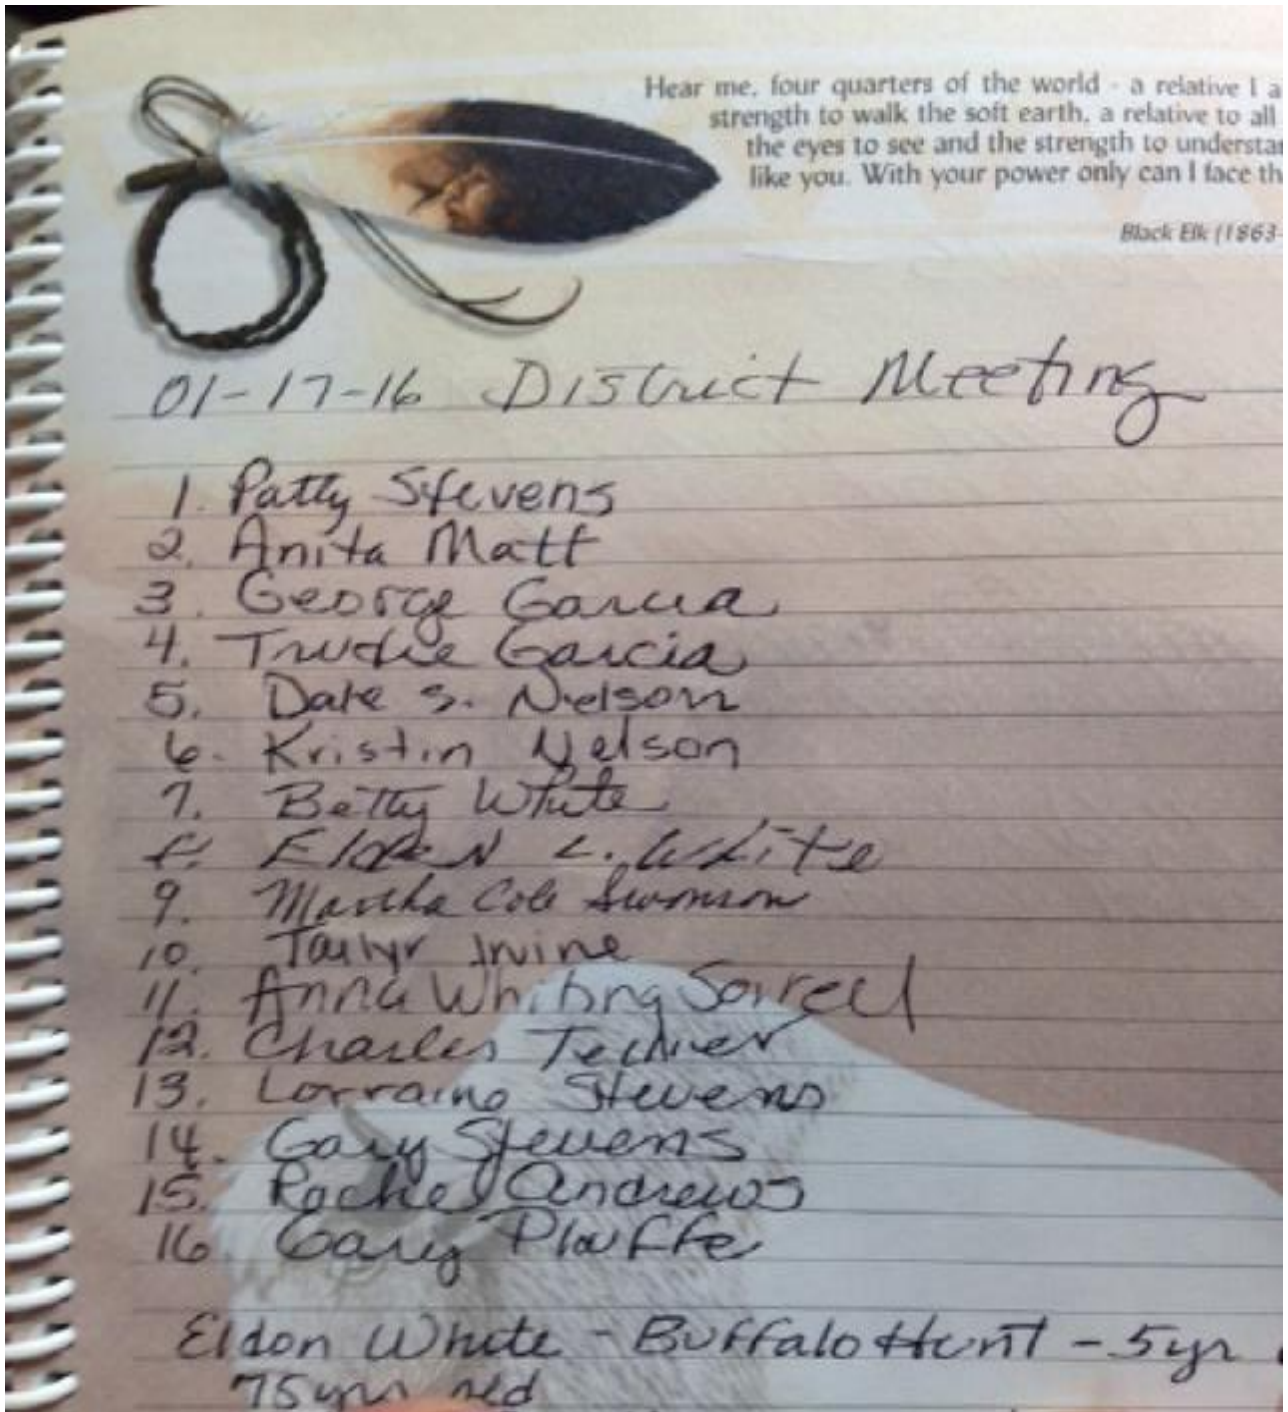 Hear me, four quarters of the world - a relative I a
strength to walk the soft earth, a relative to all
the eyes to see and the strength to understa
like you. With your power only can I face th
Black Elk (1863-
01-17-16 District Meeting
1. Patty Stevens
2. Anita Matt
3. George Garcia
4. Trudie Garcia
5. Dale S. Nielson
6. Kristin Nelson
7. Betty White
8. Elden L. White
9. Martha Cole Swanson
10. Tailyr Irvine
11. Anna Whiting Sorrell
12. Charles Tellier
13. Lorraine Stevens
14. Gary Stevens
15. Rachel Andrews
16. Gary Plouffe
Eldon White - Buffalo Hunt - 5yr
75yrs old